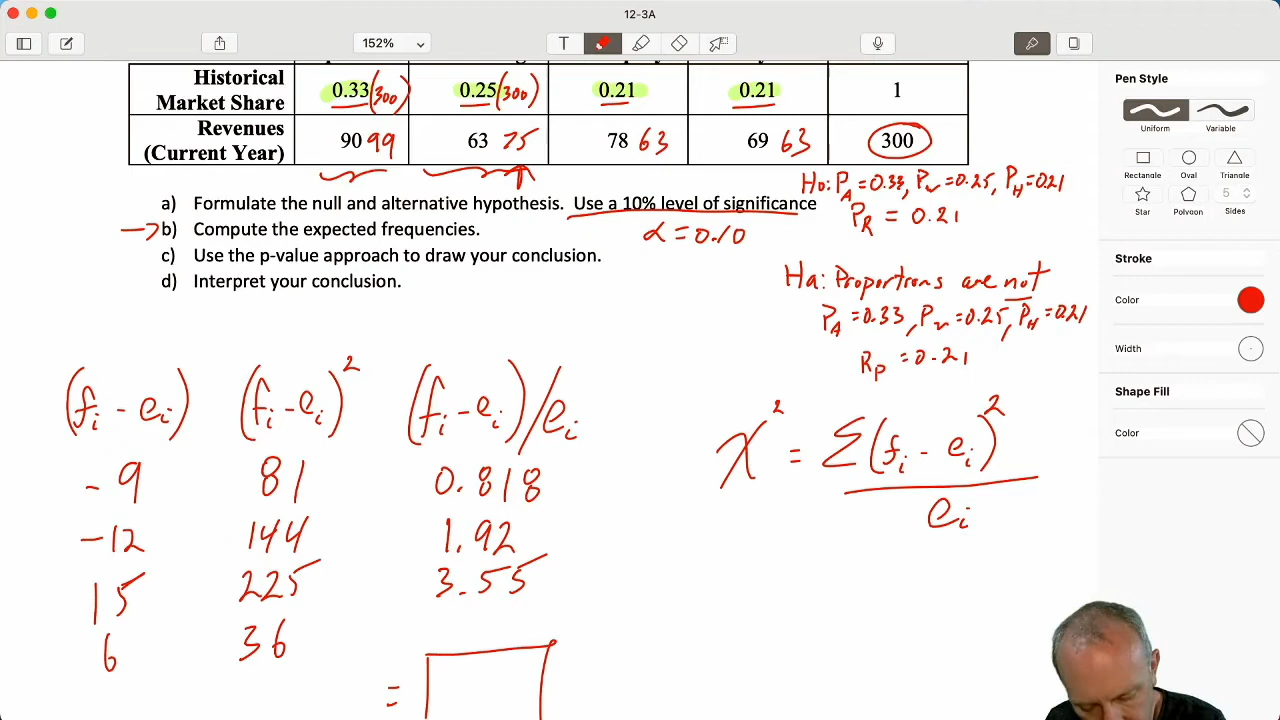 12-3A
152%
T
Historical Market Share 0.33(300) 0.25(300) 0.21 0.21 1
Revenues (Current Year) 90 99 63 75 78 63 69 63 300
a) Formulate the null and alternative hypothesis. Use a 10% level of significance
b) Compute the expected frequencies.
c) Use the p-value approach to draw your conclusion.
d) Interpret your conclusion.
α = 0.10
Ho: PA = 0.33, Pv = 0.25, PH = 0.21
PR = 0.21
Ha: Proportions are not
PA = 0.33, Pv = 0.25, PH = 0.21
RP = 0.21
(fi - ei) (fi - ei)² (fi - ei)/ei
-9 81 0.818
-12 144 1.92
15 225 3.55
6 36
=
χ² = Σ(fi - ei)²
ei
Pen Style
Uniform Variable
Rectangle Oval Triangle
Star Polygon 5 Sides
Stroke
Color
Width
Shape Fill
Color